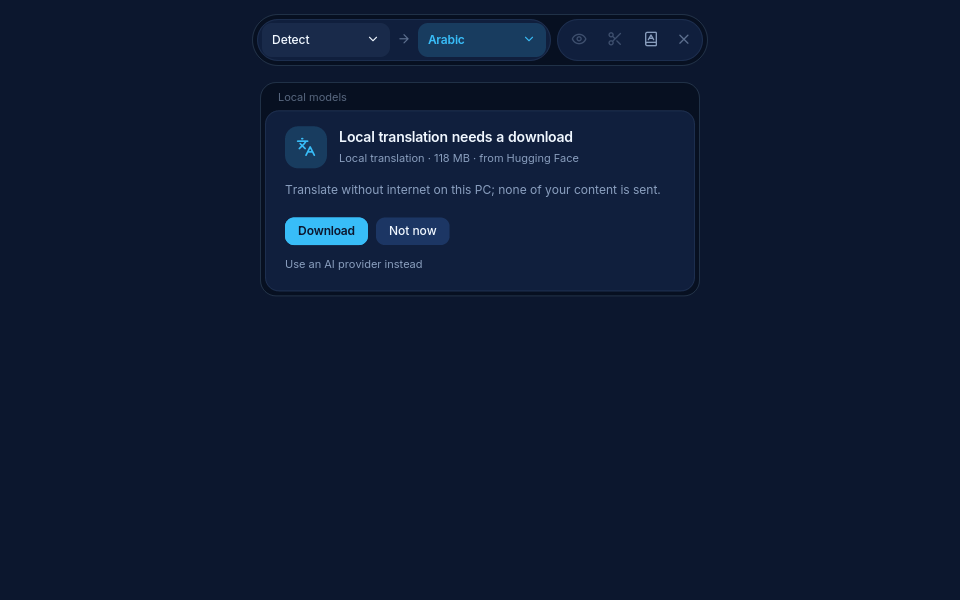 Detect
Arabic
Local models
Local translation needs a download
Local translation · 118 MB · from Hugging Face
Translate without internet on this PC; none of your content is sent.
Download
Not now
Use an AI provider instead